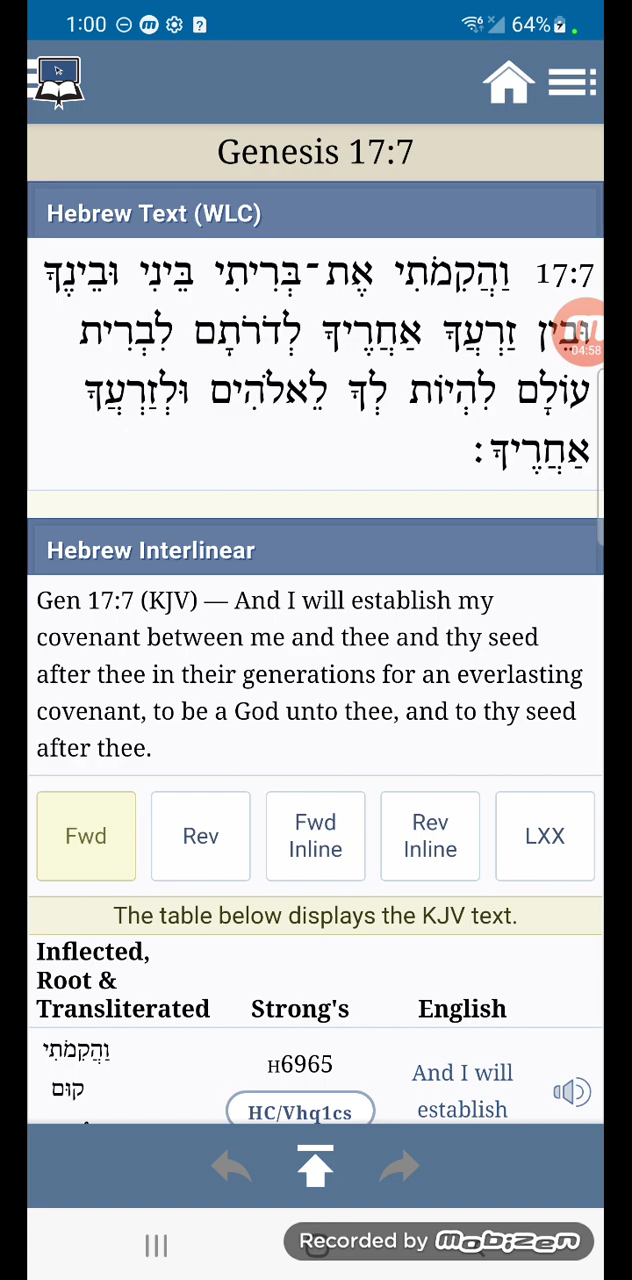 1:00 64%
Genesis 17:7
Hebrew Text (WLC)
17:7 וַהֲקִמֹתִי אֶת־בְּרִיתִי בֵּינִי וּבֵינֶךָ
וּבֵין זַרְעֲךָ אַחֲרֶיךָ לְדֹרֹתָם לִבְרִית
עוֹלָם לִהְיוֹת לְךָ לֵאלֹהִים וּלְזַרְעֲךָ
אַחֲרֶיךָ׃
04:58
Hebrew Interlinear
Gen 17:7 (KJV) — And I will establish my
covenant between me and thee and thy seed
after thee in their generations for an everlasting
covenant, to be a God unto thee, and to thy seed
after thee.
Fwd Rev Fwd Inline Rev Inline LXX
The table below displays the KJV text.
Inflected,
Root &
Transliterated Strong's English
וַהֲקִמֹתִי
קוּם
H6965
HC/Vhq1cs
And I will
establish
Recorded by mobizen